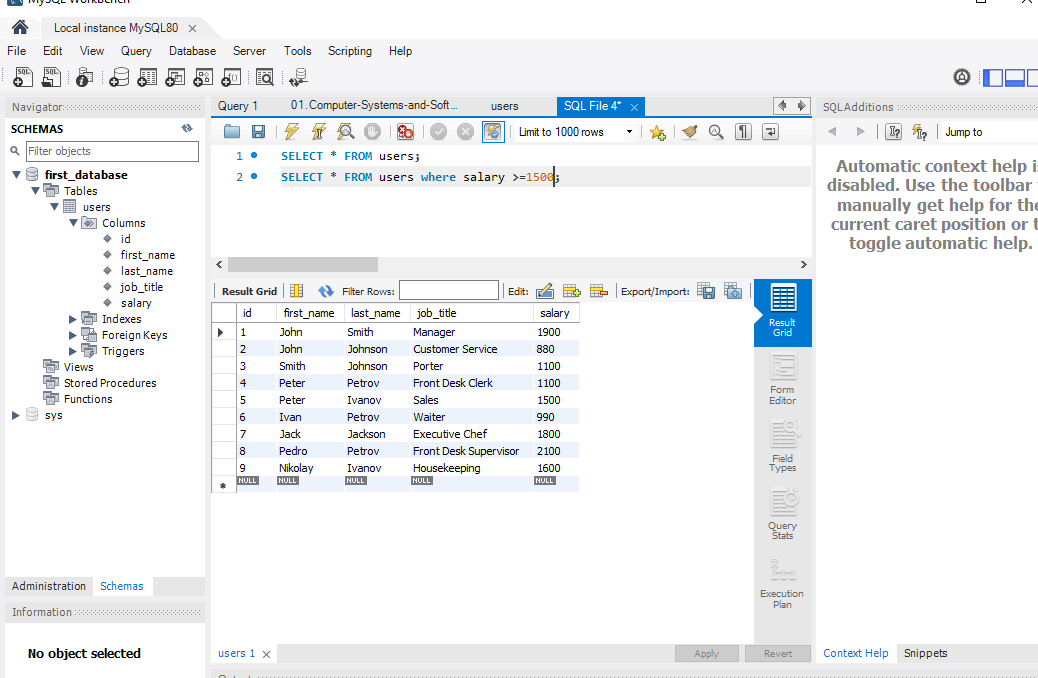 MySQL Workbench
Local instance MySQL80
File Edit View Query Database Server Tools Scripting Help
Navigator
SCHEMAS
Filter objects
first_database
Tables
users
Columns
id
first_name
last_name
job_title
salary
Indexes
Foreign Keys
Triggers
Views
Stored Procedures
Functions
sys
Administration Schemas
Information
No object selected
Query 1 01.Computer-Systems-and-Soft... users SQL File 4*
Limit to 1000 rows
1 SELECT * FROM users;
2 SELECT * FROM users where salary >=1500;
Result Grid Filter Rows: Edit: Export/Import:
id first_name last_name job_title salary
1 John Smith Manager 1900
2 John Johnson Customer Service 880
3 Smith Johnson Porter 1100
4 Peter Petrov Front Desk Clerk 1100
5 Peter Ivanov Sales 1500
6 Ivan Petrov Waiter 990
7 Jack Jackson Executive Chef 1800
8 Pedro Petrov Front Desk Supervisor 2100
9 Nikolay Ivanov Housekeeping 1600
NULL NULL NULL NULL NULL
Result
Grid
Form
Editor
Field
Types
Query
Stats
Execution
Plan
users 1
Apply Revert
SQLAdditions
Jump to
Automatic context help is
disabled. Use the toolbar
manually get help for the
current caret position or
toggle automatic help.
Context Help Snippets